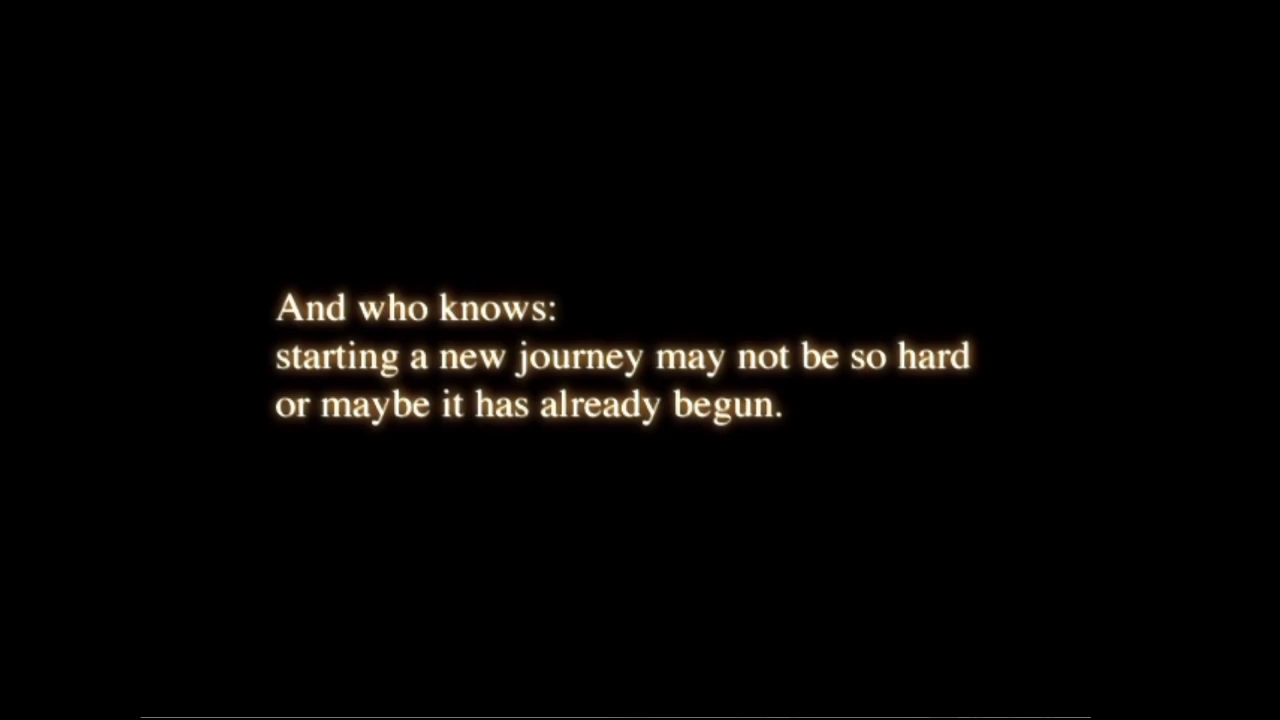 And who knows:
starting a new journey may not be so hard
or maybe it has already begun.